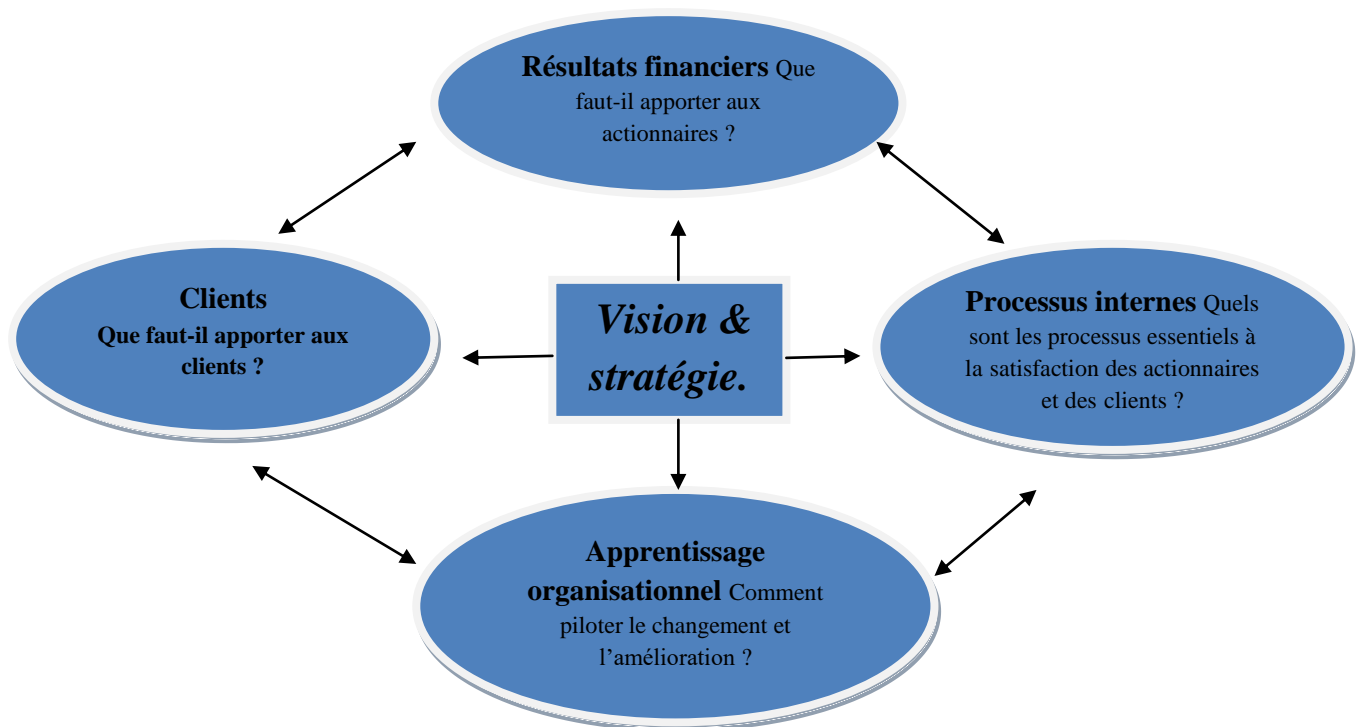 Résultats financiers Que
faut-il apporter aux
actionnaires ?
Clients
Que faut-il apporter aux
clients ?
Vision &
stratégie.
Processus internes Quels
sont les processus essentiels à
la satisfaction des actionnaires
et des clients ?
Apprentissage
organisationnel Comment
piloter le changement et
l’amélioration ?